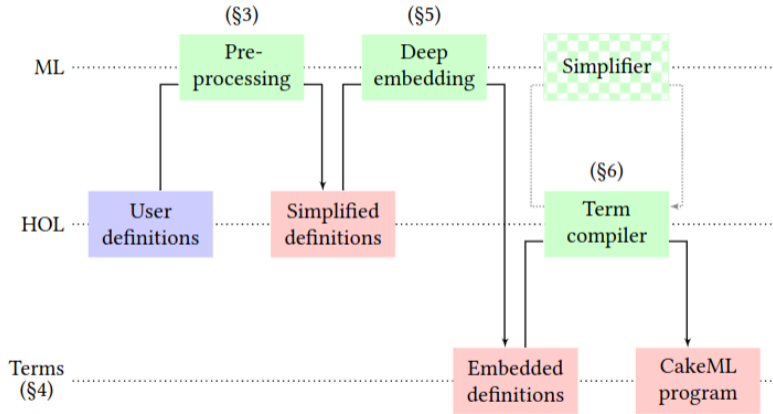 (§3)
(§5)
ML
Pre-
processing
Deep
embedding
Simplifier
(§6)
HOL
User
definitions
Simplified
definitions
Term
compiler
Terms
(§4)
Embedded
definitions
CakeML
program